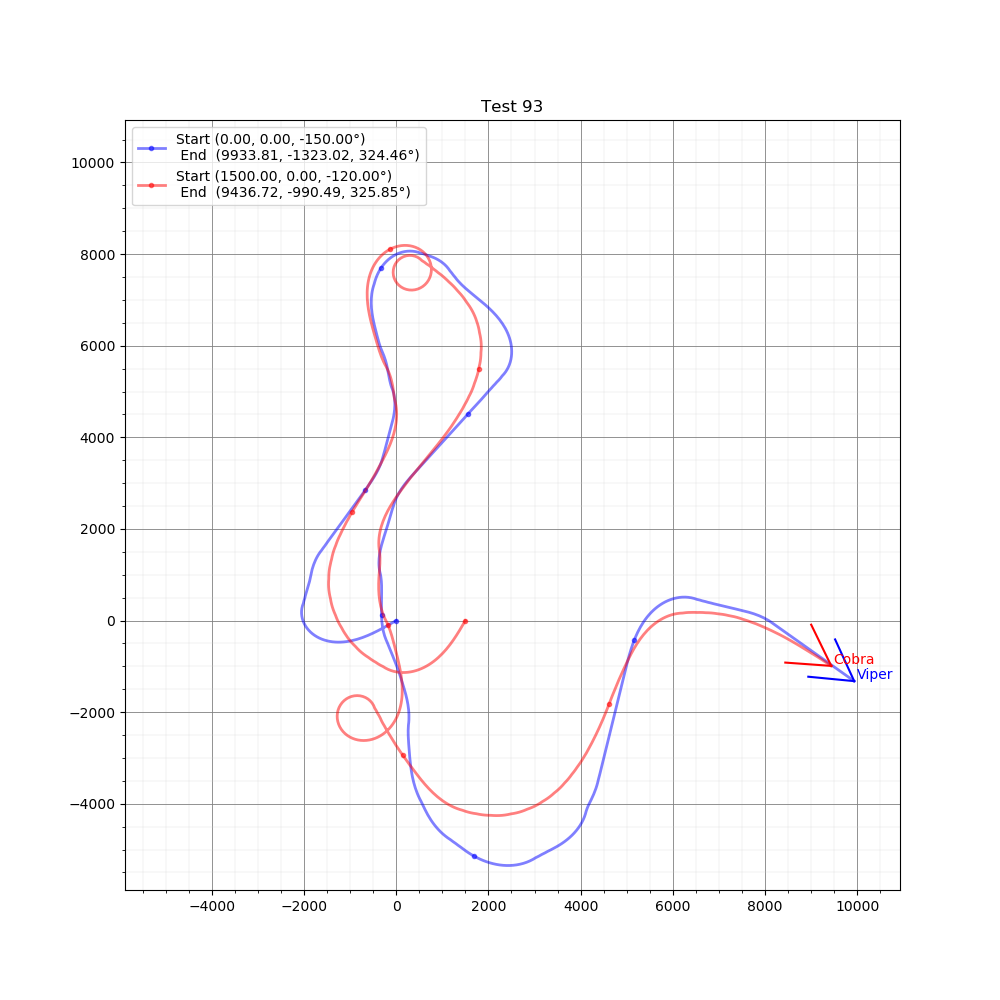 Test 93
Start (0.00, 0.00, -150.00°)
End (9933.81, -1323.02, 324.46°)
Start (1500.00, 0.00, -120.00°)
End (9436.72, -990.49, 325.85°)
10000
8000
6000
4000
2000
0
−2000
−4000
Cobra
Viper
−4000 −2000 0 2000 4000 6000 8000 10000